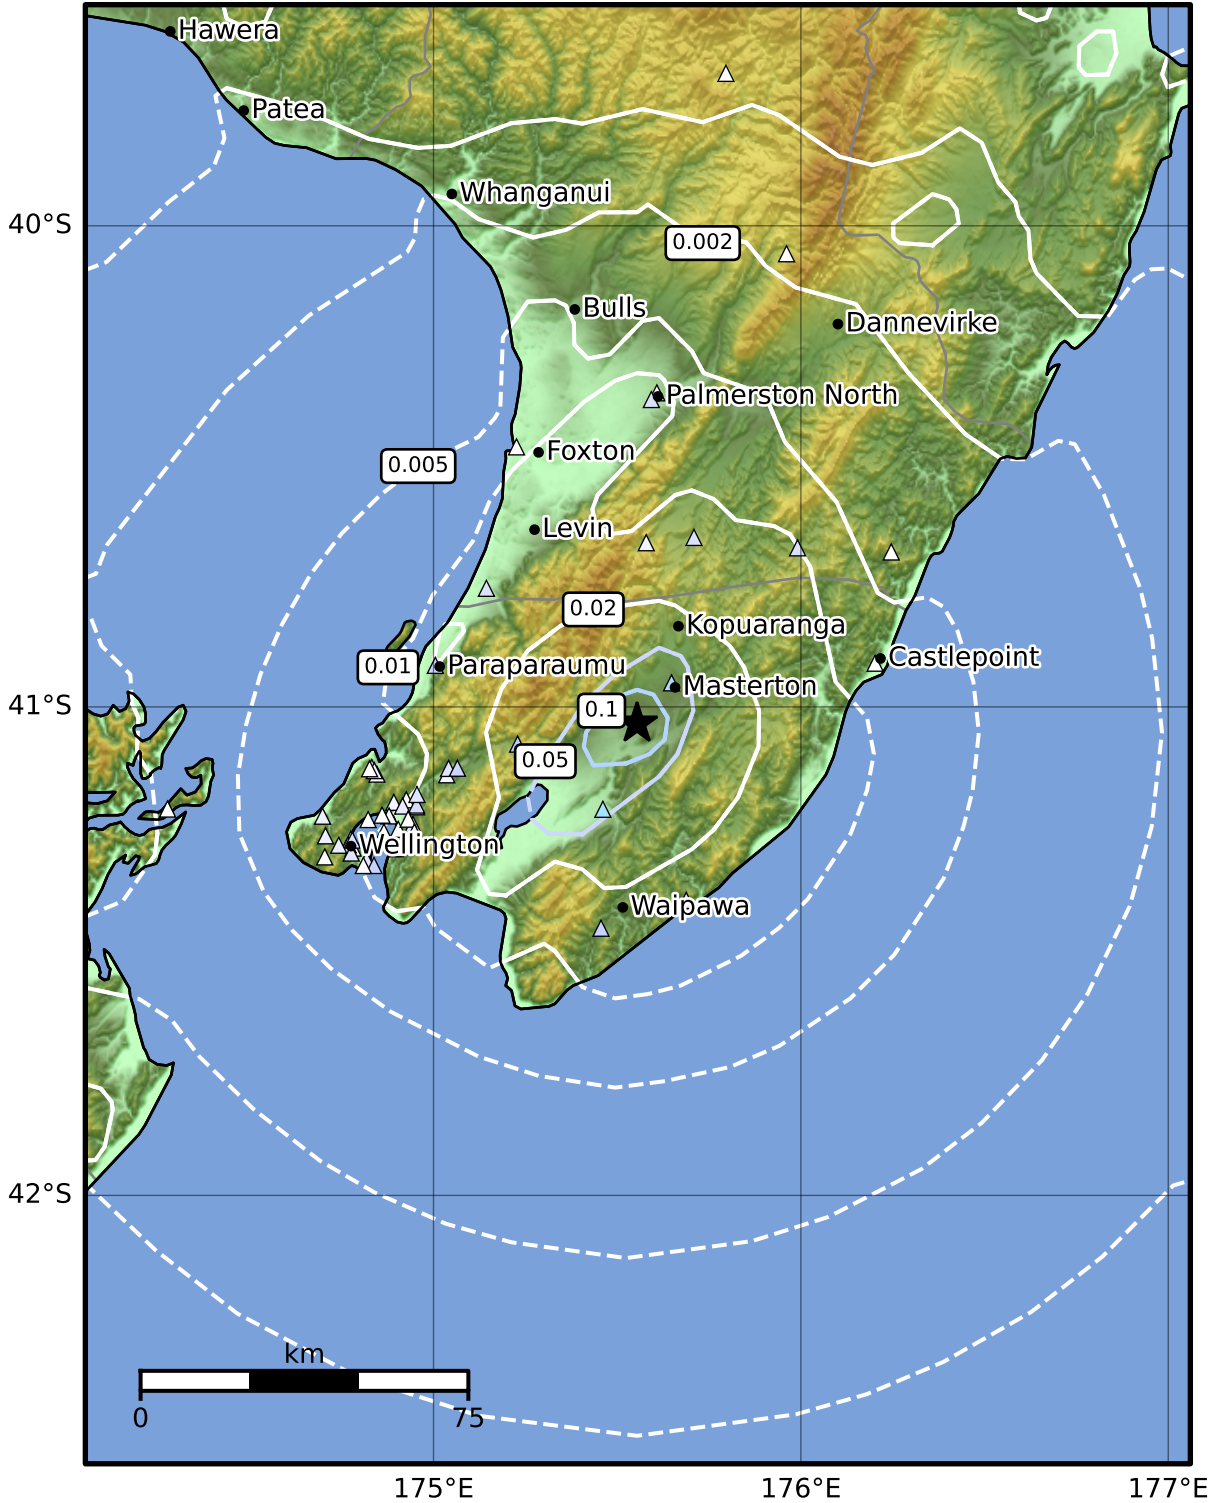 Hawera
Patea
Whanganui
40°S
0.002
Bulls
Dannevirke
Palmerston North
Foxton
0.005
Levin
0.02
Kopuaranga
Castlepoint
0.01
Paraparaumu
Masterton
41°S
0.1
0.05
Wellington
Waipawa
42°S
km
0
75
175°E
176°E
177°E